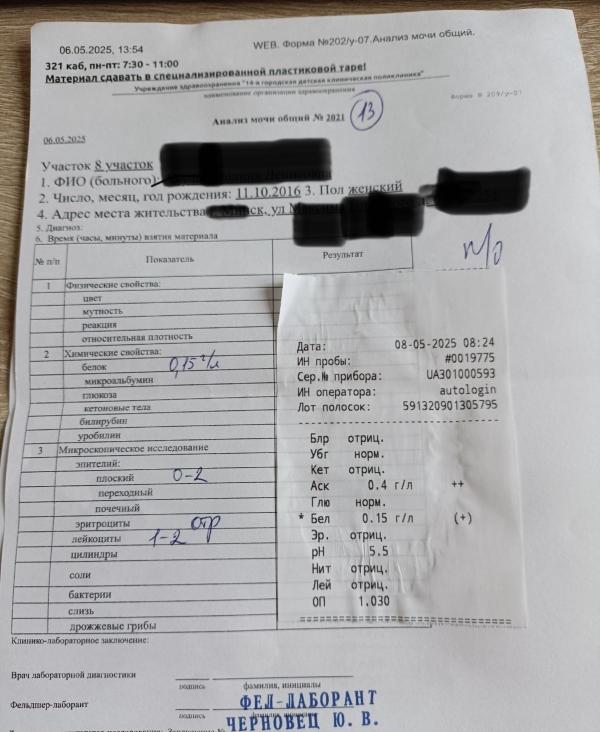 06.05.2025, 13:54
WEB. Форма №202/у-07.Анализ мочи общий.
321 каб, пн-пт: 7:30 - 11:00
Материал сдавать в специализированной пластиковой таре!
Учреждение здравоохранения "14-я городская детская клиническая поликлиника"
наименование организации здравоохранения
Форма № 209/у-07
Анализ мочи общий № 2021
13
06.05.2025
Участок 8 участок
1. ФИО (больного):
2. Число, месяц, год рождения: 11.10.2016 3. Пол женский
4. Адрес места жительства Минск, ул
5. Диагноз:
6. Время (часы, минуты) взятия материала
п/о
№ п/п Показатель Результат
1 Физические свойства:
цвет
мутность
реакция
относительная плотность
2 Химические свойства:
белок 0,15 г/л
микроальбумин
глюкоза
кетоновые тела
билирубин
уробилин
3 Микроскопическое исследование
эпителий:
плоский 0-2
переходный
почечный
эритроциты отр
лейкоциты 1-2
цилиндры
соли
бактерии
слизь
дрожжевые грибы
Дата: 08-05-2025 08:24
ИН пробы: #0019775
Сер.№ прибора: UA301000593
ИН оператора: autologin
Лот полосок: 591320901305795
Блр отриц.
Убг норм.
Кет отриц.
Аск 0.4 г/л ++
Глю норм.
* Бел 0.15 г/л (+)
Эр. отриц.
pH 5.5
Нит отриц.
Лей отриц.
ОП 1.030
Клинико-лабораторное заключение:
Врач лабораторной диагностики
подпись фамилия, инициалы
Фельдшер-лаборант
подпись
ФЕЛ-ЛАБОРАНТ
ЧЕРНОВЕЦ Ю. В.